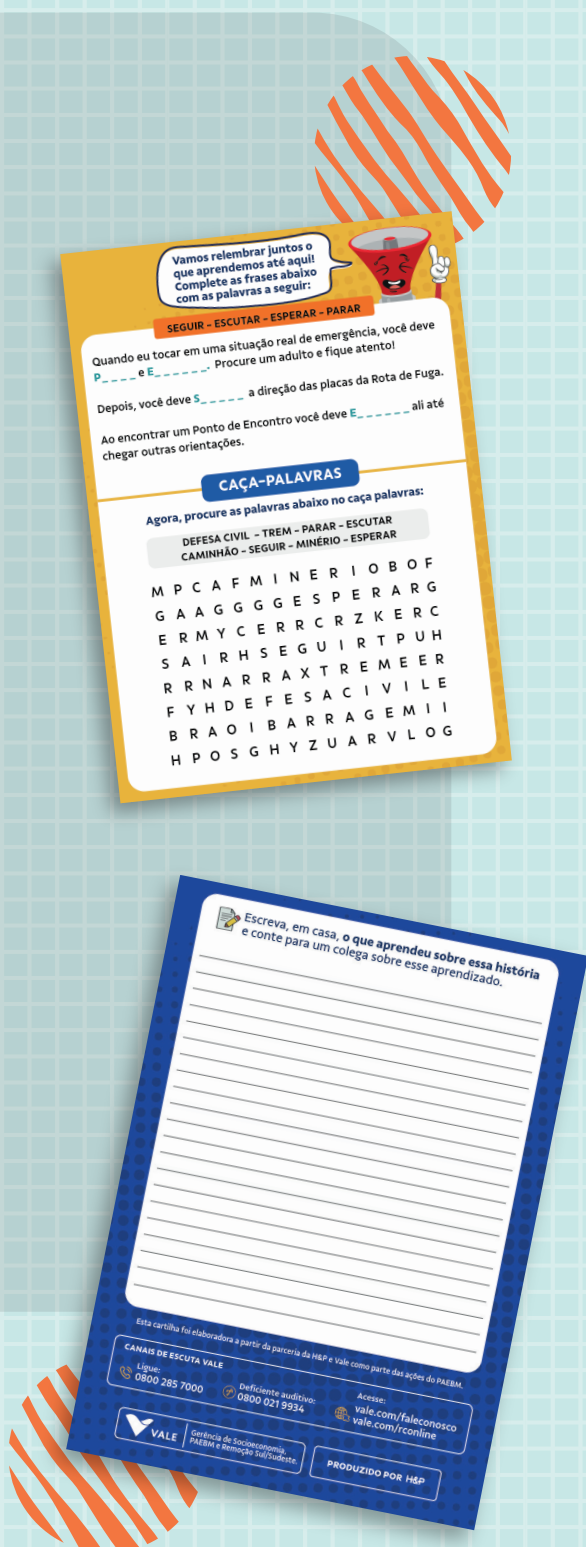 Vamos relembrar juntos o
que aprendemos até aqui!
Complete as frases abaixo
com as palavras a seguir:
SEGUIR – ESCUTAR – ESPERAR – PARAR
Quando eu tocar em uma situação real de emergência, você deve
P_ _ _ _ e E_ _ _ _ _ _. Procure um adulto e fique atento!
Depois, você deve S_ _ _ _ _ a direção das placas da Rota de Fuga.
Ao encontrar um Ponto de Encontro você deve E_ _ _ _ _ _ ali até
chegar outras orientações.
CAÇA-PALAVRAS
Agora, procure as palavras abaixo no caça palavras:
DEFESA CIVIL – TREM – PARAR – ESCUTAR
CAMINHÃO – SEGUIR – MINÉRIO – ESPERAR
M P C A F M I N E R I O B O F
G A A G G G G E S P E R A R G
E R M Y C E R R C R Z K E R C
S A I R H S E G U I R T P U H
R R N A R R A X T R E M E E R
F Y H D E F E S A C I V I L E
B R A O I B A R R A G E M I I
H P O S G H Y Z U A R V L O G
Escreva, em casa, o que aprendeu sobre essa história
e conte para um colega sobre esse aprendizado.
Esta cartilha foi elaboradora a partir da parceria da H&P e Vale como parte das ações do PAEBM.
CANAIS DE ESCUTA VALE
Ligue:
0800 285 7000
Deficiente auditivo:
0800 021 9934
Acesse:
vale.com/faleconosco
vale.com/rconline
VALE
Gerência de Socioeconomia,
PAEBM e Remoção Sul/Sudeste.
PRODUZIDO POR H&P